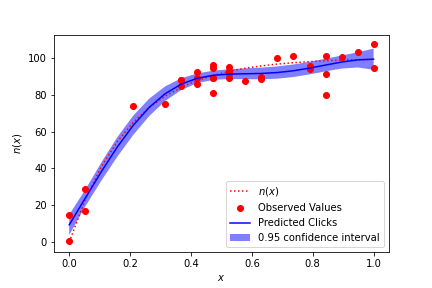 100
80
60
40
20
0
n(x)
0.0
0.2
0.4
0.6
0.8
1.0
x
n(x)
Observed Values
Predicted Clicks
0.95 confidence interval